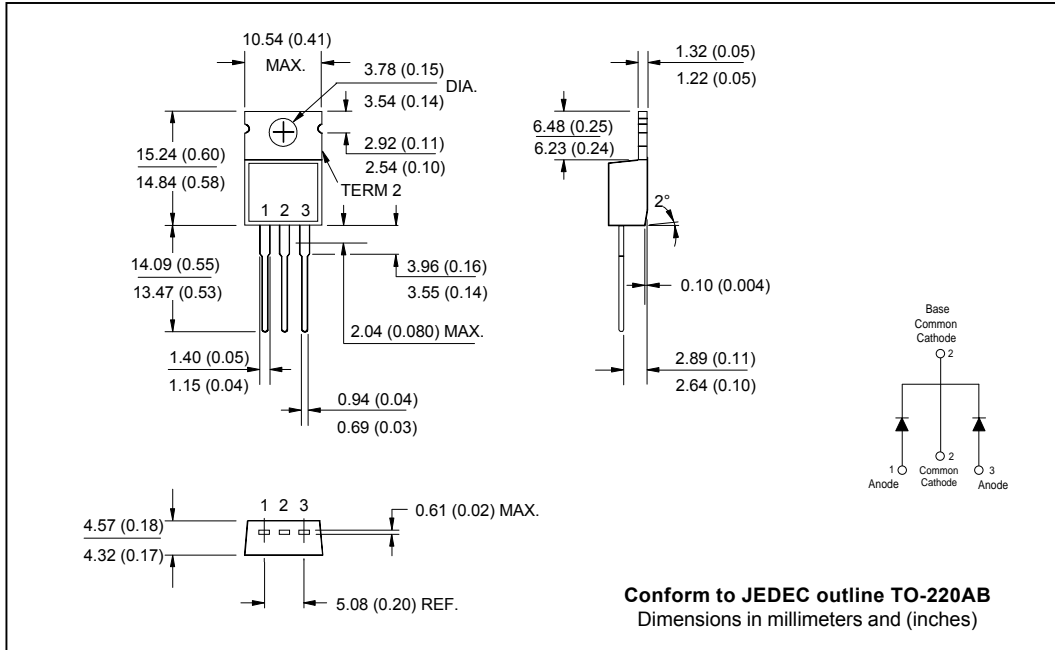 10.54 (0.41)
MAX.
3.78 (0.15)
3.54 (0.14)
DIA.
2.92 (0.11)
2.54 (0.10)
TERM 2
15.24 (0.60)
14.84 (0.58)
1 2 3
14.09 (0.55)
13.47 (0.53)
3.96 (0.16)
3.55 (0.14)
2.04 (0.080) MAX.
1.40 (0.05)
1.15 (0.04)
0.94 (0.04)
0.69 (0.03)
1.32 (0.05)
1.22 (0.05)
6.48 (0.25)
6.23 (0.24)
2°
0.10 (0.004)
2.89 (0.11)
2.64 (0.10)
Base
Common
Cathode
2
1
Anode
2
Common
Cathode
3
Anode
1 2 3
0.61 (0.02) MAX.
4.57 (0.18)
4.32 (0.17)
5.08 (0.20) REF.
Conform to JEDEC outline TO-220AB
Dimensions in millimeters and (inches)